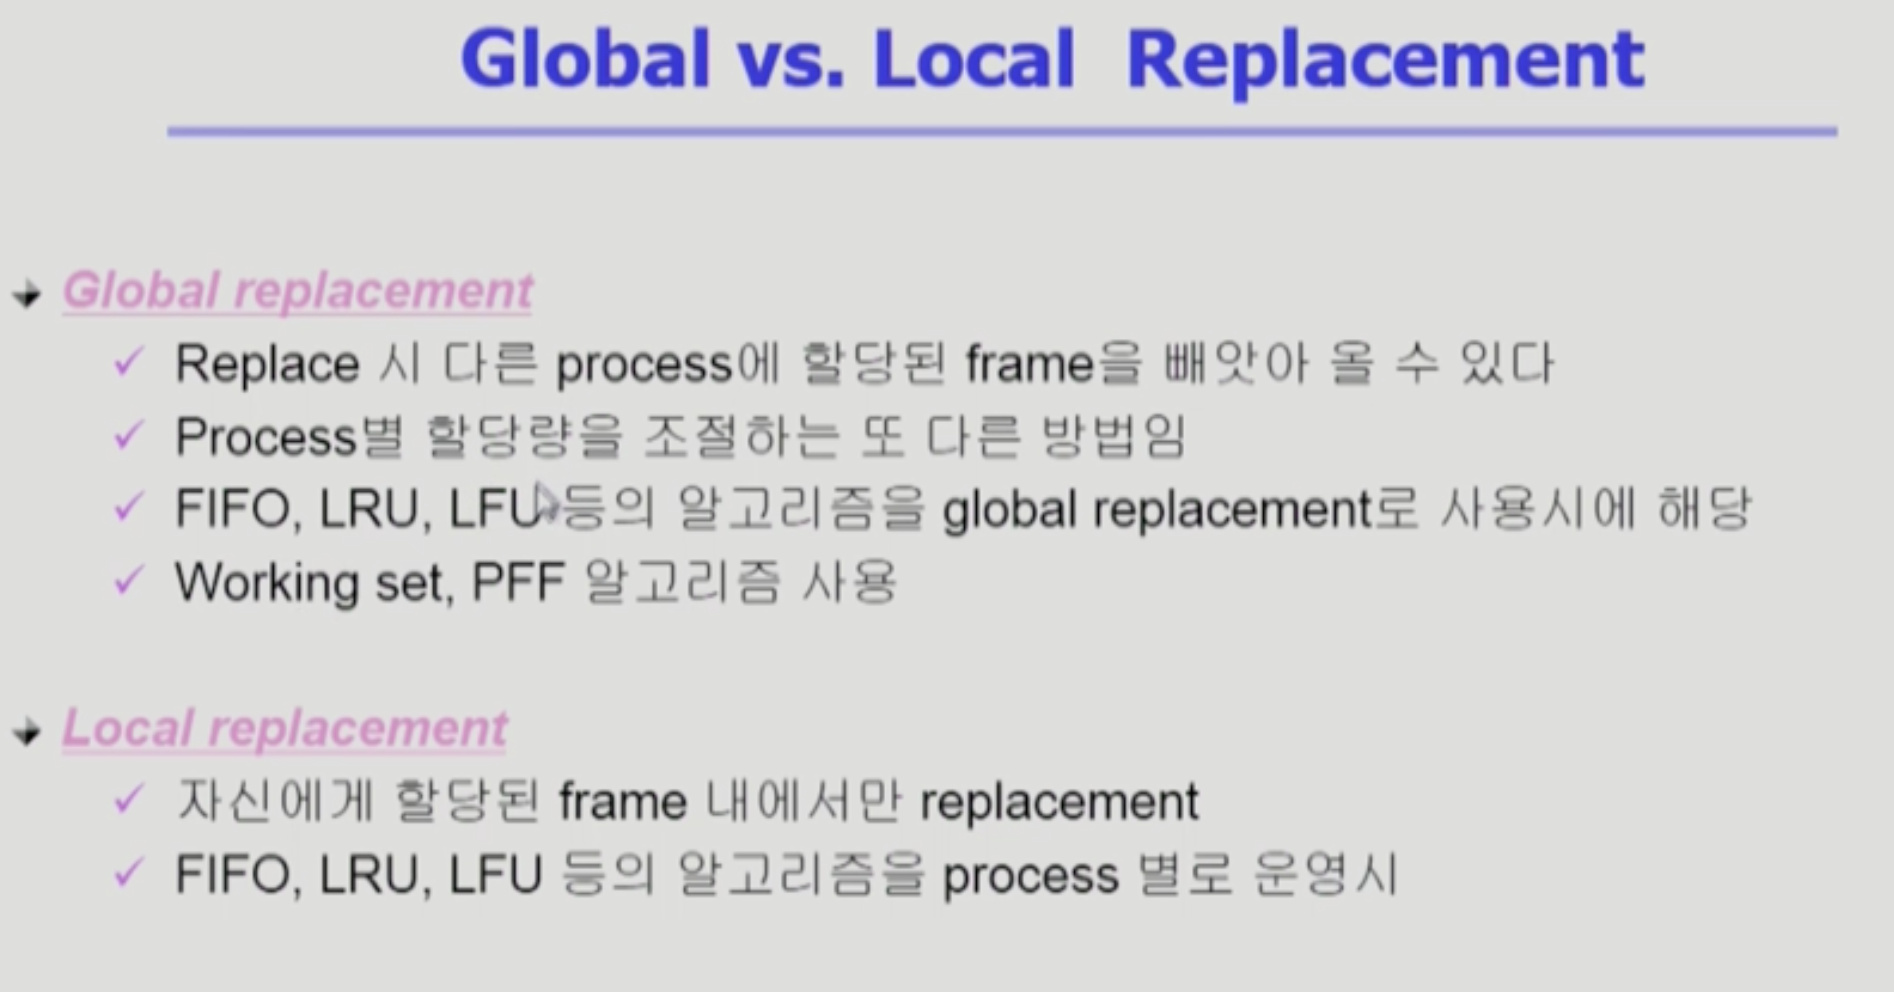 Global vs. Local Replacement
Global replacement
Replace 시 다른 process에 할당된 frame을 빼앗아 올 수 있다
Process별 할당량을 조절하는 또 다른 방법임
FIFO, LRU, LFU 등의 알고리즘을 global replacement로 사용시에 해당
Working set, PFF 알고리즘 사용
Local replacement
자신에게 할당된 frame 내에서만 replacement
FIFO, LRU, LFU 등의 알고리즘을 process 별로 운영시